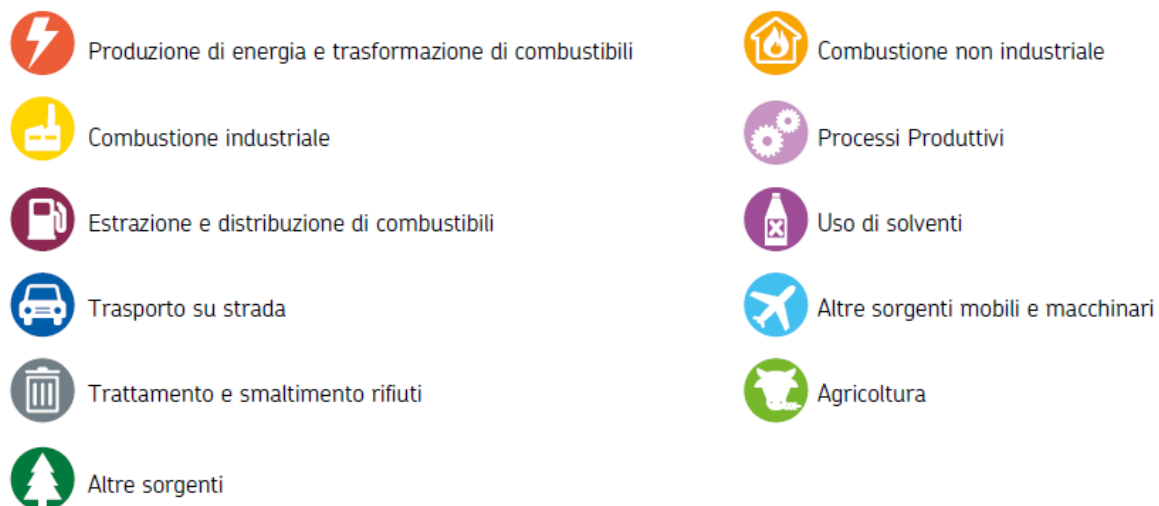 Produzione di energia e trasformazione di combustibili
Combustione non industriale
Combustione industriale
Processi Produttivi
Estrazione e distribuzione di combustibili
Uso di solventi
Trasporto su strada
Altre sorgenti mobili e macchinari
Trattamento e smaltimento rifiuti
Agricoltura
Altre sorgenti